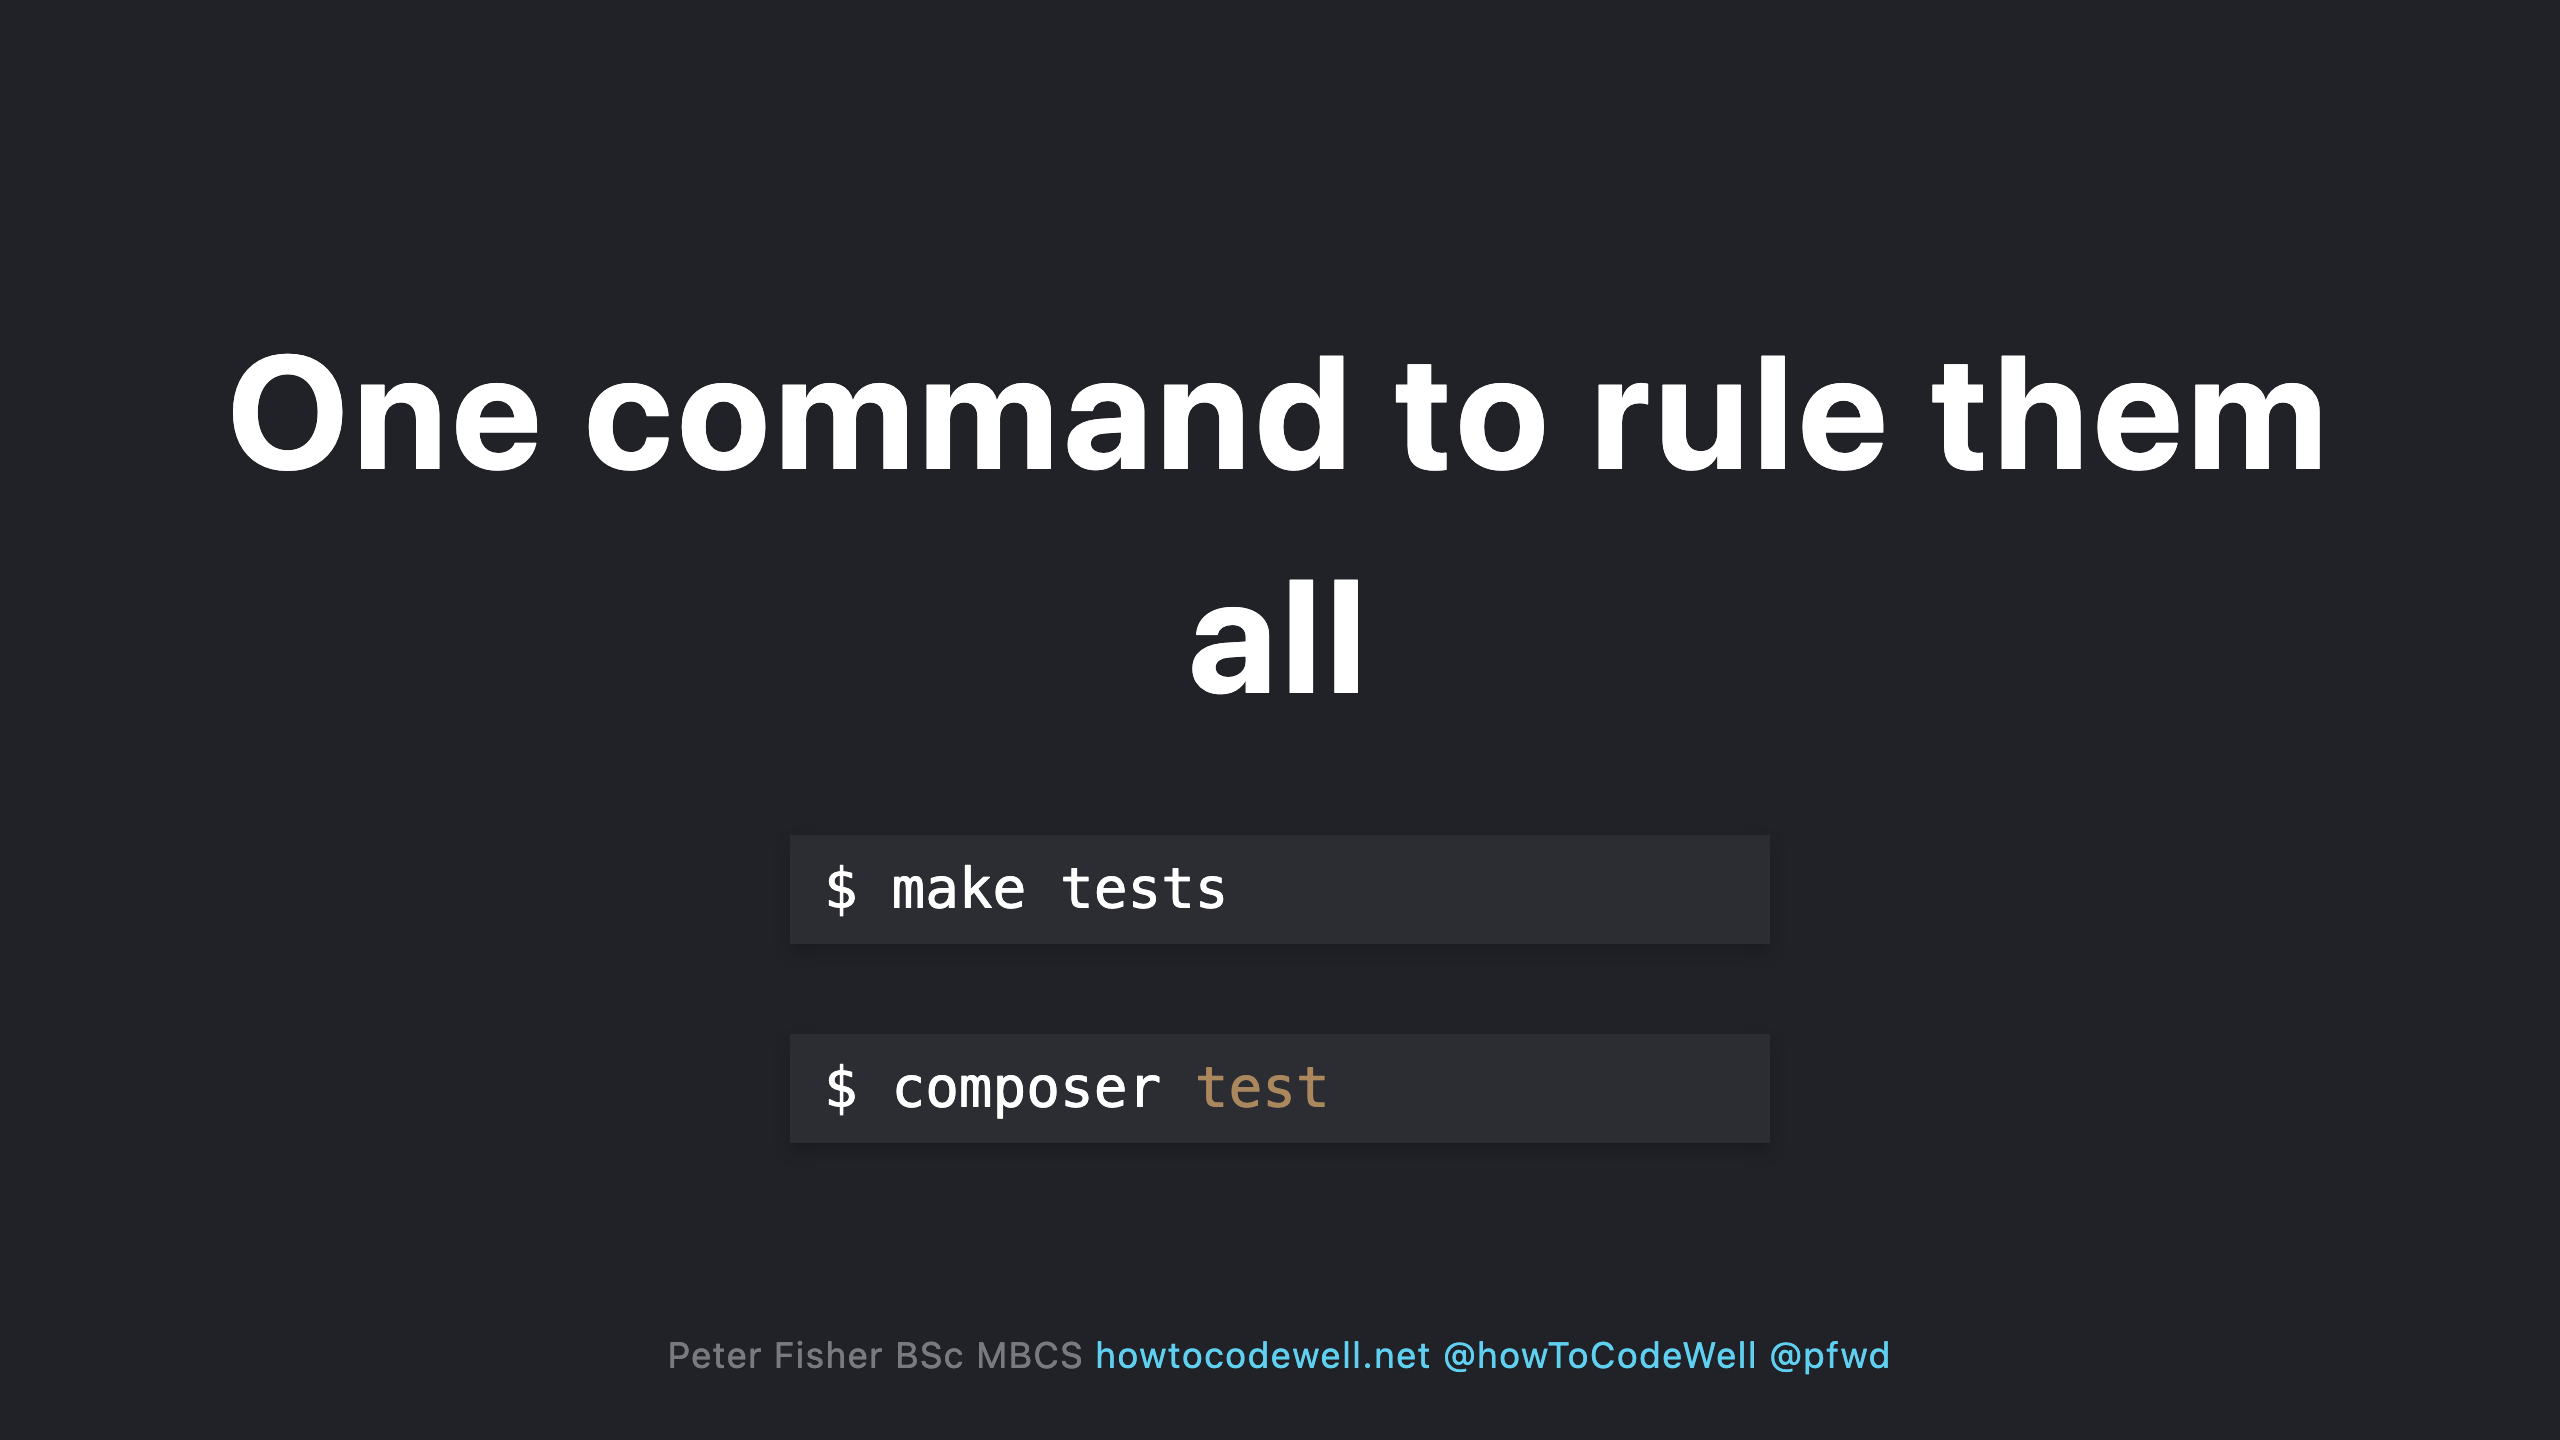 One command to rule them
all
$ make tests
$ composer test
Peter Fisher BSc MBCS howtocodewell.net @howToCodeWell @pfwd